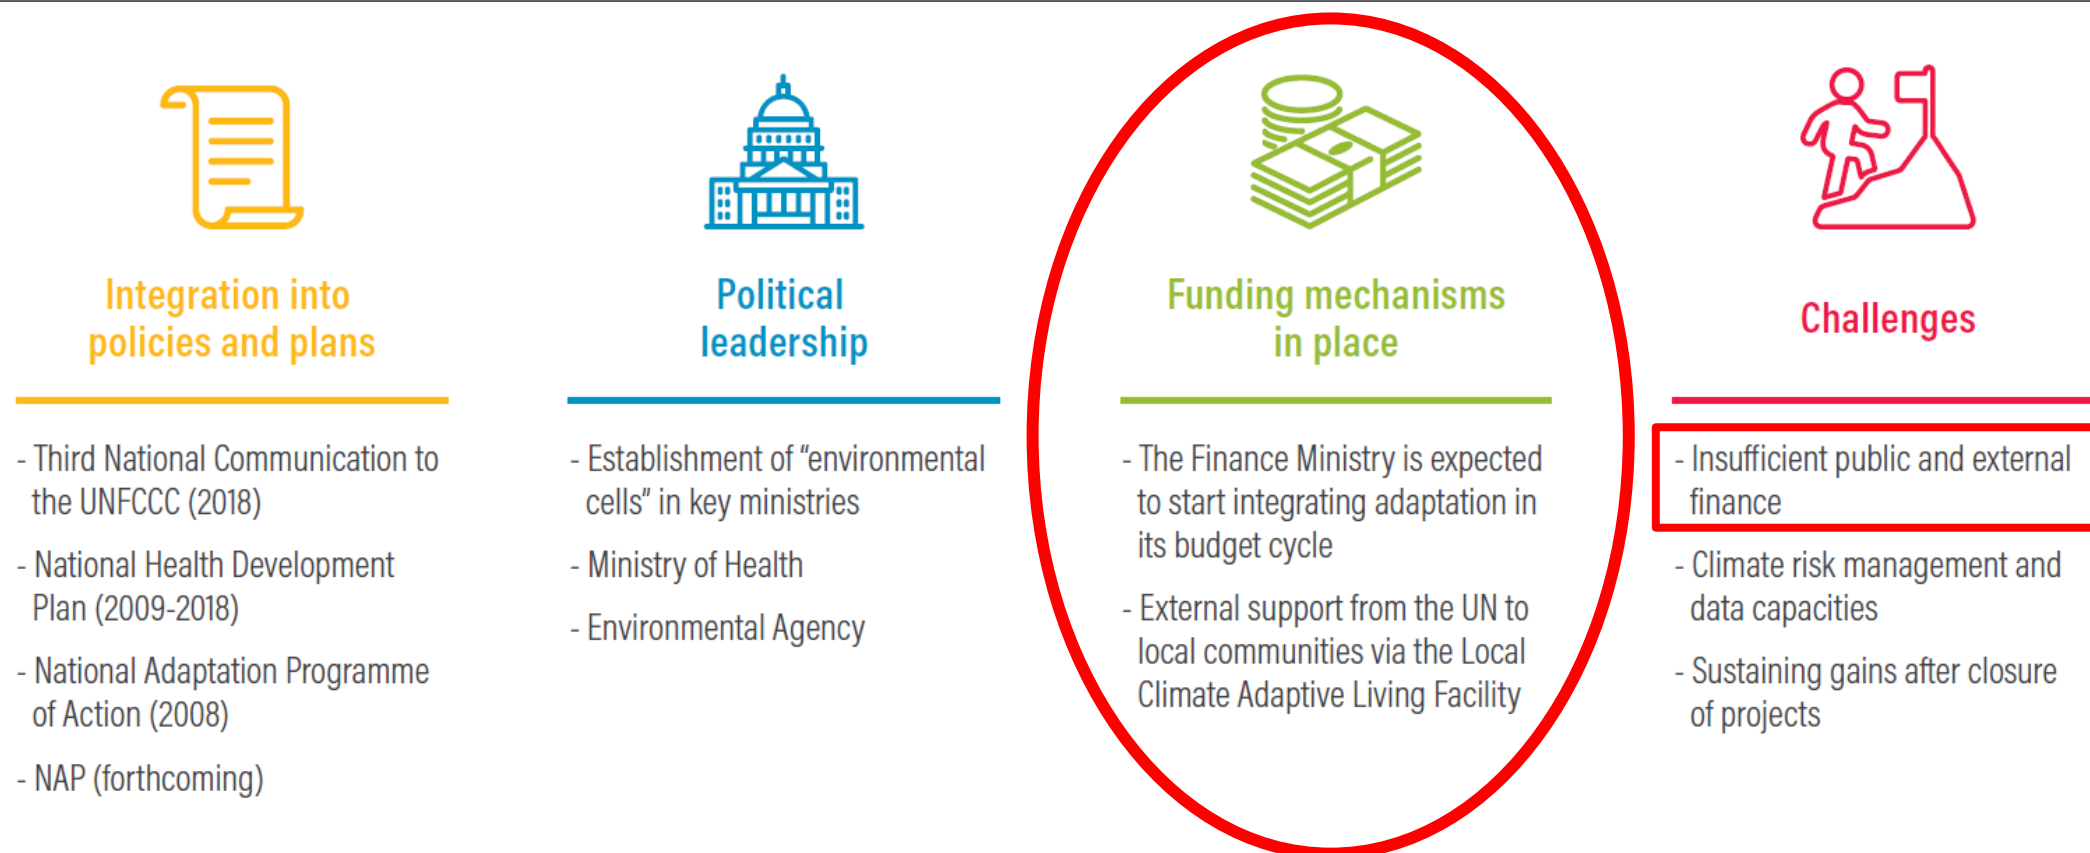 Integration into
policies and plans
- Third National Communication to
the UNFCCC (2018)
- National Health Development
Plan (2009-2018)
- National Adaptation Programme
of Action (2008)
- NAP (forthcoming)
Political
leadership
- Establishment of “environmental
cells” in key ministries
- Ministry of Health
- Environmental Agency
Funding mechanisms
in place
- The Finance Ministry is expected
to start integrating adaptation in
its budget cycle
- External support from the UN to
local communities via the Local
Climate Adaptive Living Facility
Challenges
- Insufficient public and external
finance
- Climate risk management and
data capacities
- Sustaining gains after closure
of projects